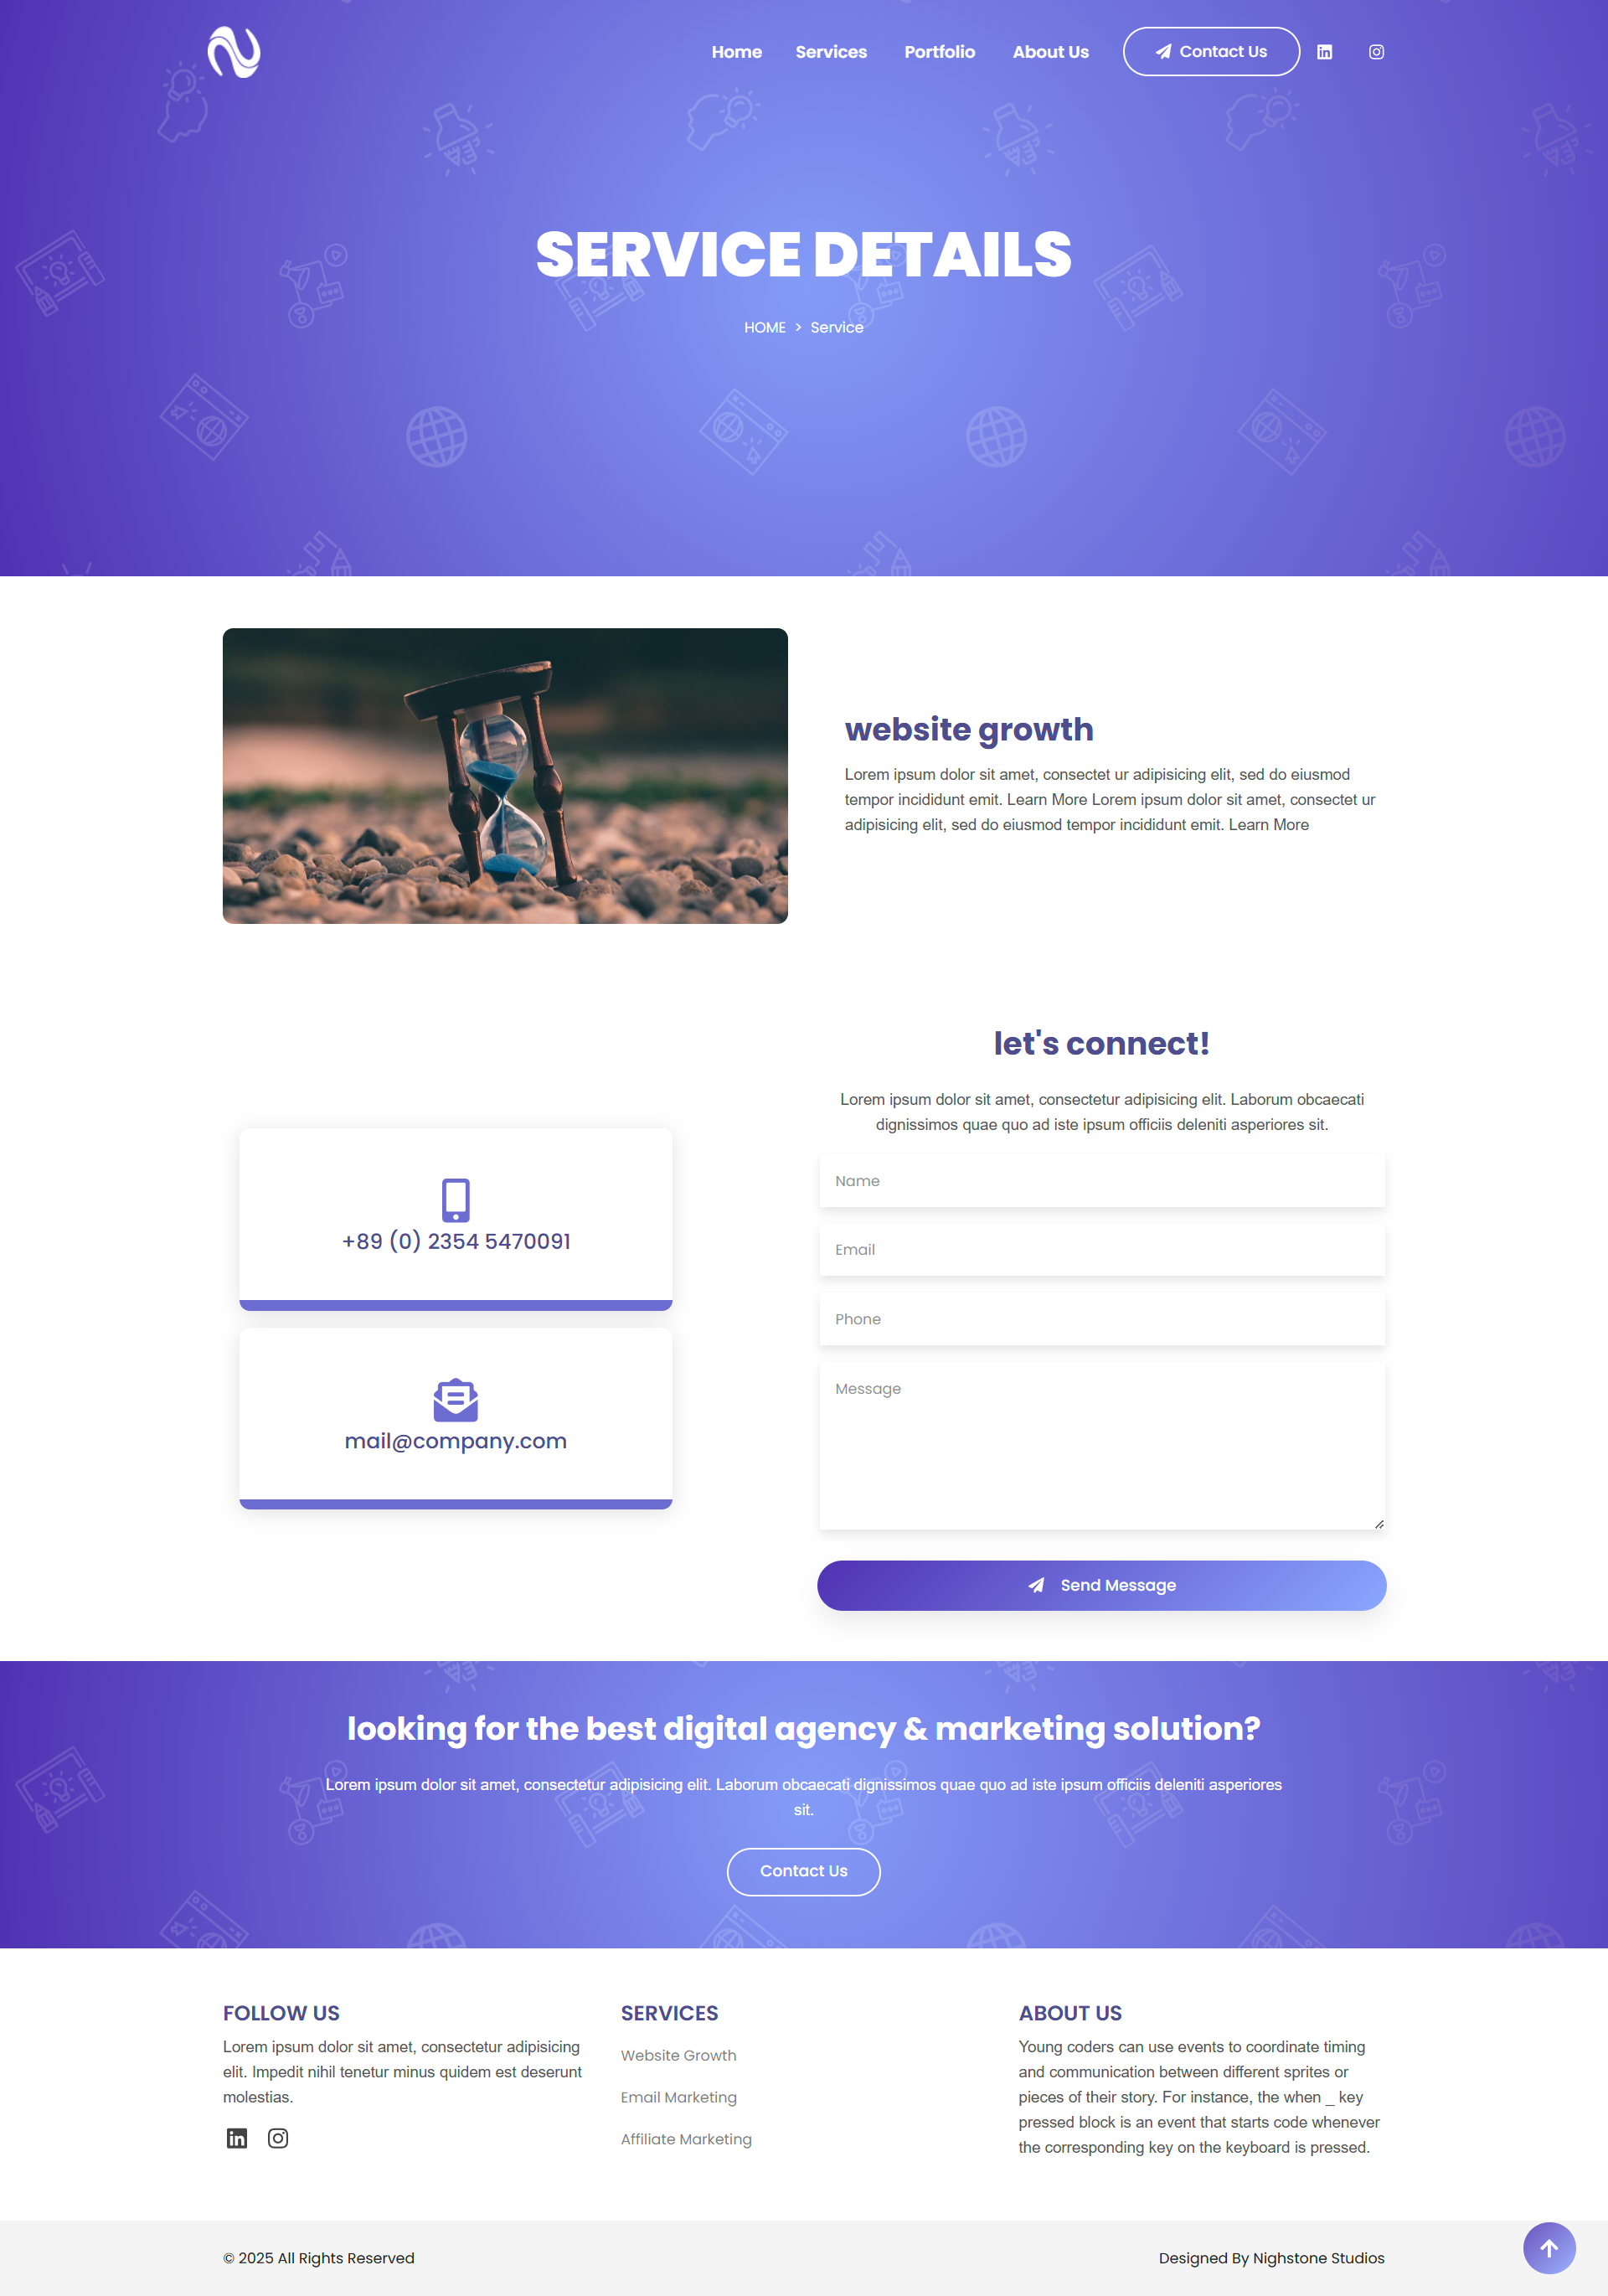 Home Services Portfolio About Us Contact Us
SERVICE DETAILS
HOME > Service
website growth
Lorem ipsum dolor sit amet, consectet ur adipisicing elit, sed do eiusmod
tempor incididunt emit. Learn More Lorem ipsum dolor sit amet, consectet ur
adipisicing elit, sed do eiusmod tempor incididunt emit. Learn More
+89 (0) 2354 5470091
mail@company.com
let's connect!
Lorem ipsum dolor sit amet, consectetur adipisicing elit. Laborum obcaecati
dignissimos quae quo ad iste ipsum officiis deleniti asperiores sit.
Name
Email
Phone
Message
Send Message
looking for the best digital agency & marketing solution?
Lorem ipsum dolor sit amet, consectetur adipisicing elit. Laborum obcaecati dignissimos quae quo ad iste ipsum officiis deleniti asperiores
sit.
Contact Us
FOLLOW US
Lorem ipsum dolor sit amet, consectetur adipisicing
elit. Impedit nihil tenetur minus quidem est deserunt
molestias.
SERVICES
Website Growth
Email Marketing
Affiliate Marketing
ABOUT US
Young coders can use events to coordinate timing
and communication between different sprites or
pieces of their story. For instance, the when _ key
pressed block is an event that starts code whenever
the corresponding key on the keyboard is pressed.
© 2025 All Rights Reserved
Designed By Nighstone Studios